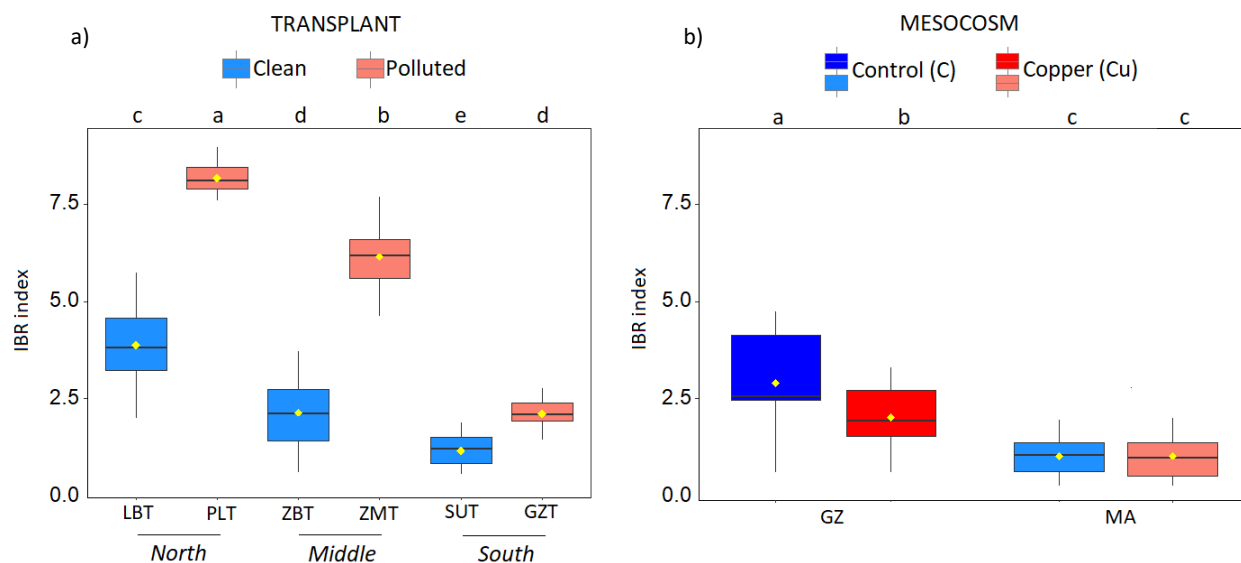 a)
TRANSPLANT
Clean
Polluted
c a d b e d
7.5
5.0
2.5
0.0
IBR index
LBT PLT ZBT ZMT SUT GZT
North Middle South
b)
MESOCOSM
Control (C)
Copper (Cu)
a b c c
7.5
5.0
2.5
0.0
IBR index
GZ MA